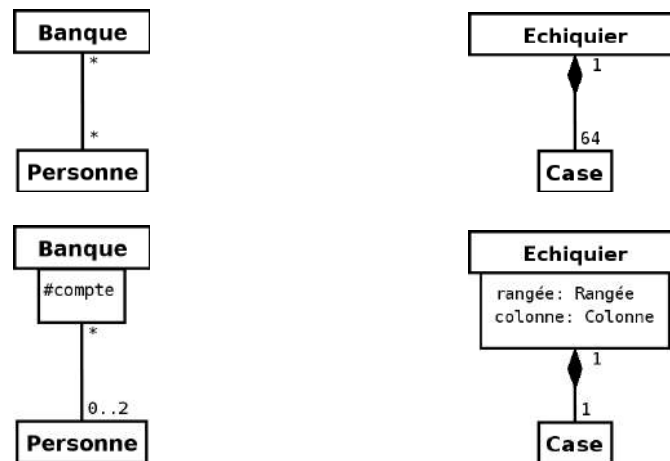 Banque
*
*
Personne
Echiquier
1
64
Case
Banque
#compte
*
0..2
Personne
Echiquier
rangée: Rangée
colonne: Colonne
1
1
Case